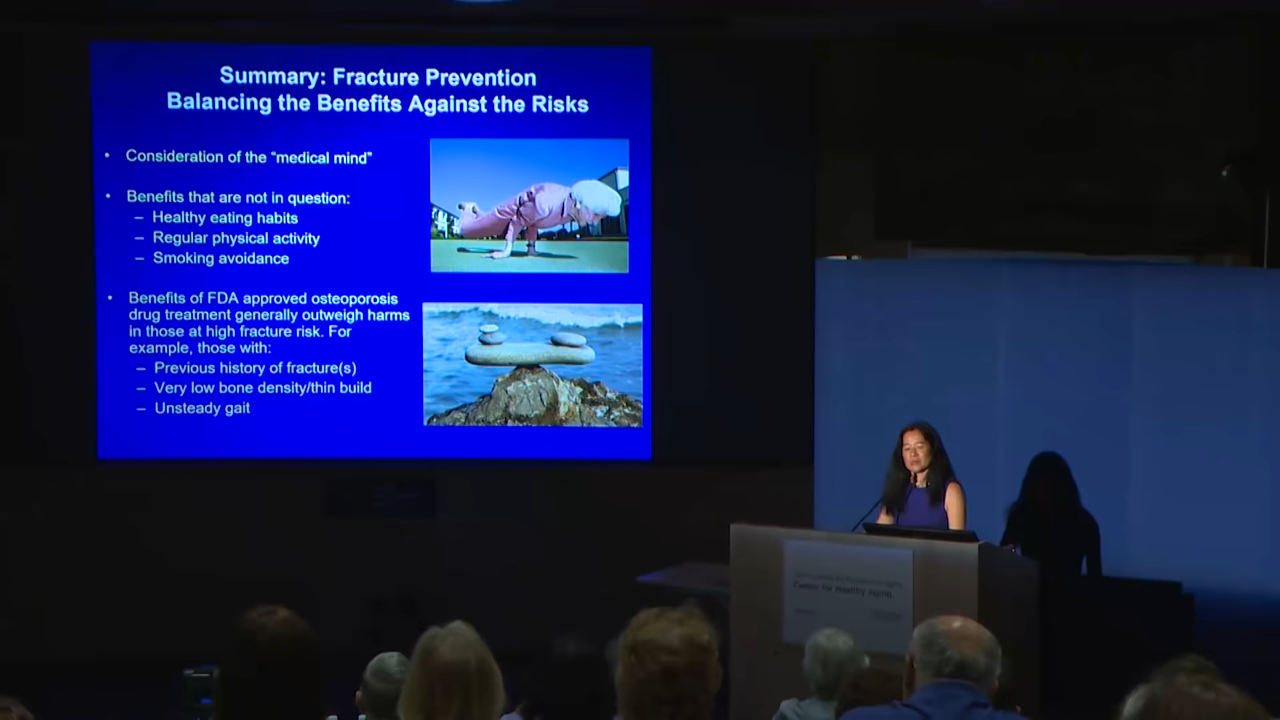 Summary: Fracture Prevention
Balancing the Benefits Against the Risks
• Consideration of the “medical mind”
• Benefits that are not in question:
– Healthy eating habits
– Regular physical activity
– Smoking avoidance
• Benefits of FDA approved osteoporosis
drug treatment generally outweigh harms
in those at high fracture risk. For
example, those with:
– Previous history of fracture(s)
– Very low bone density/thin build
– Unsteady gait
Center for Healthy Aging